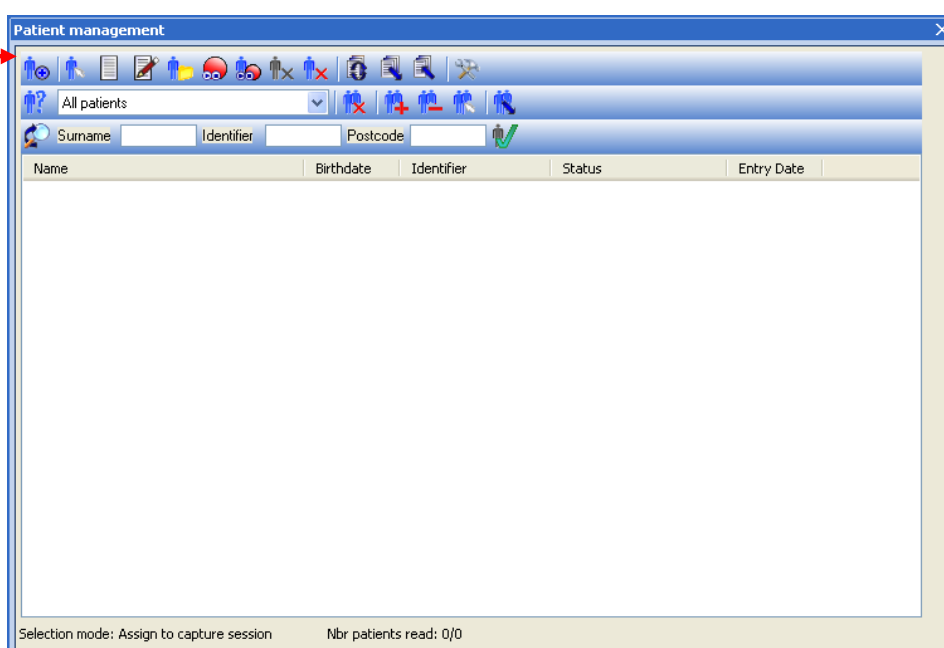 Patient management
All patients
Surname Identifier Postcode
Name Birthdate Identifier Status Entry Date
Selection mode: Assign to capture session Nbr patients read: 0/0